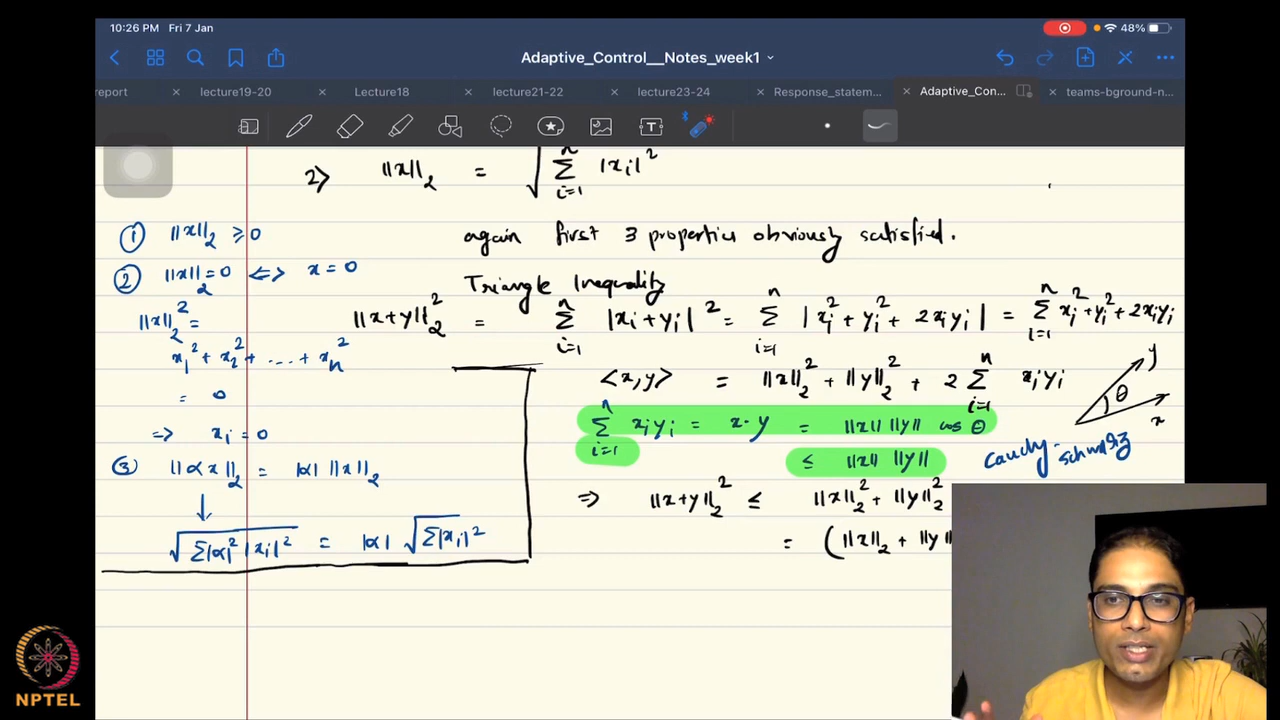 10:26 PM Fri 7 Jan
48%
Adaptive_Control__Notes_week1
report
lecture19-20
Lecture18
lecture21-22
lecture23-24
Response_statem...
Adaptive_Con...
teams-bground-n...
2> ||x||₂ = √ Σ_{i=1}^{n} |xᵢ|²
① ||x||₂ ≥ 0
again first 3 properties obviously satisfied.
② ||x||₂ = 0 <=> x = 0
Triangle Inequality
||x||₂² =
x₁² + x₂² + .... + xₙ²
= 0
=> xᵢ = 0
③ ||αx||₂ = |α| ||x||₂
↓
√Σ|α|²|xᵢ|² = |α| √Σ|xᵢ|²
||x+y||₂² = Σ_{i=1}^{n} |xᵢ+yᵢ|² = Σ_{i=1}^{n} |xᵢ²+yᵢ²+2xᵢyᵢ| = Σ_{i=1}^{n} xᵢ²+yᵢ²+2xᵢyᵢ
<x,y> = ||x||₂² + ||y||₂² + 2 Σ_{i=1}^{n} xᵢyᵢ
y
θ
x
Σ_{i=1}^{n} xᵢyᵢ = x·y = ||x|| ||y|| cos θ
≤ ||x|| ||y||
Cauchy-Schwarz
=> ||x+y||₂² ≤ ||x||₂² + ||y||₂²
= (||x||₂ + ||y||
NPTEL